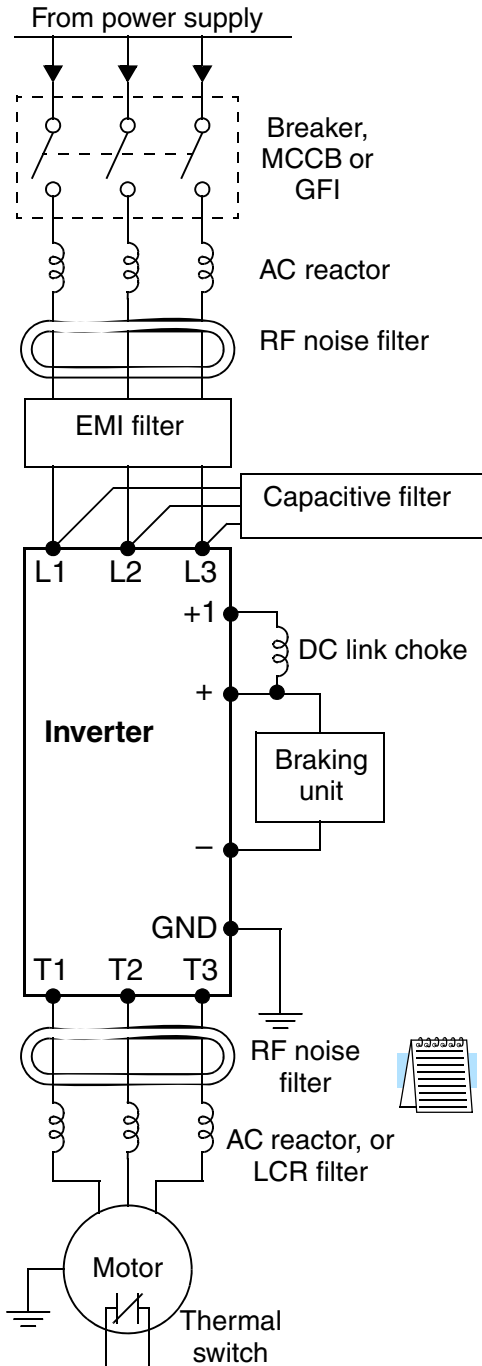 From power supply
Breaker,
MCCB or
GFI
AC reactor
RF noise filter
EMI filter
Capacitive filter
L1 L2 L3
+1
DC link choke
+
Inverter
Braking
unit
–
GND
T1 T2 T3
RF noise
filter
AC reactor, or
LCR filter
Motor
Thermal
switch